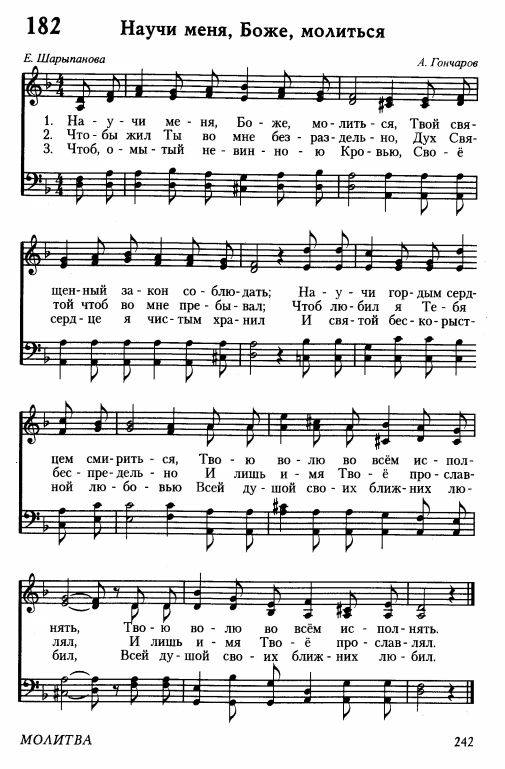 182 Научи меня, Боже, молиться
Е. Шарыпанова А. Гончаров
1. На - у - чи ме - ня, Бо - же, мо - лить - ся, Твой свя -
2. Что - бы жил Ты во мне без - раз - дель - но, Дух Свя -
3. Чтоб, о - мы - тый не - вин - но - ю Кро - вью, Сво - ё
щен - ный за - кон со - блю - дать; На - у - чи гор - дым серд -
той чтоб во мне пре - бы - вал; Чтоб лю - бил я Те - бя
серд - це я чис - тым хра - нил И свя - той бес - ко - рыст -
цем сми - рить - ся, Тво - ю во - лю во всём ис - пол -
бес - пре - дель - но И лишь и - мя Тво - ё про - слав -
ной лю - бо - вью Всей ду - шой сво - их ближ - них лю -
нять, Тво - ю во - лю во всём ис - пол - нять.
лял, И лишь и - мя Тво - ё про - слав - лял.
бил, Всей ду - шой сво - их ближ - них лю - бил.
МОЛИТВА 242